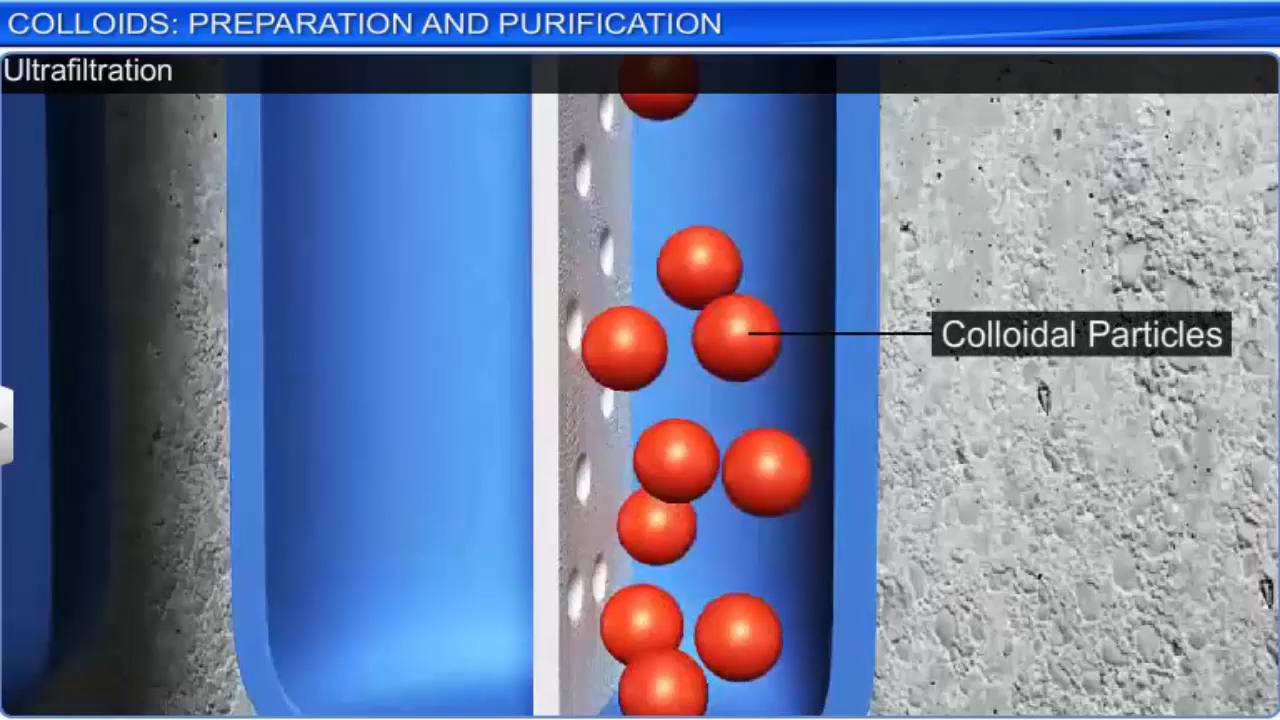 COLLOIDS: PREPARATION AND PURIFICATION
Ultrafiltration
Colloidal Particles